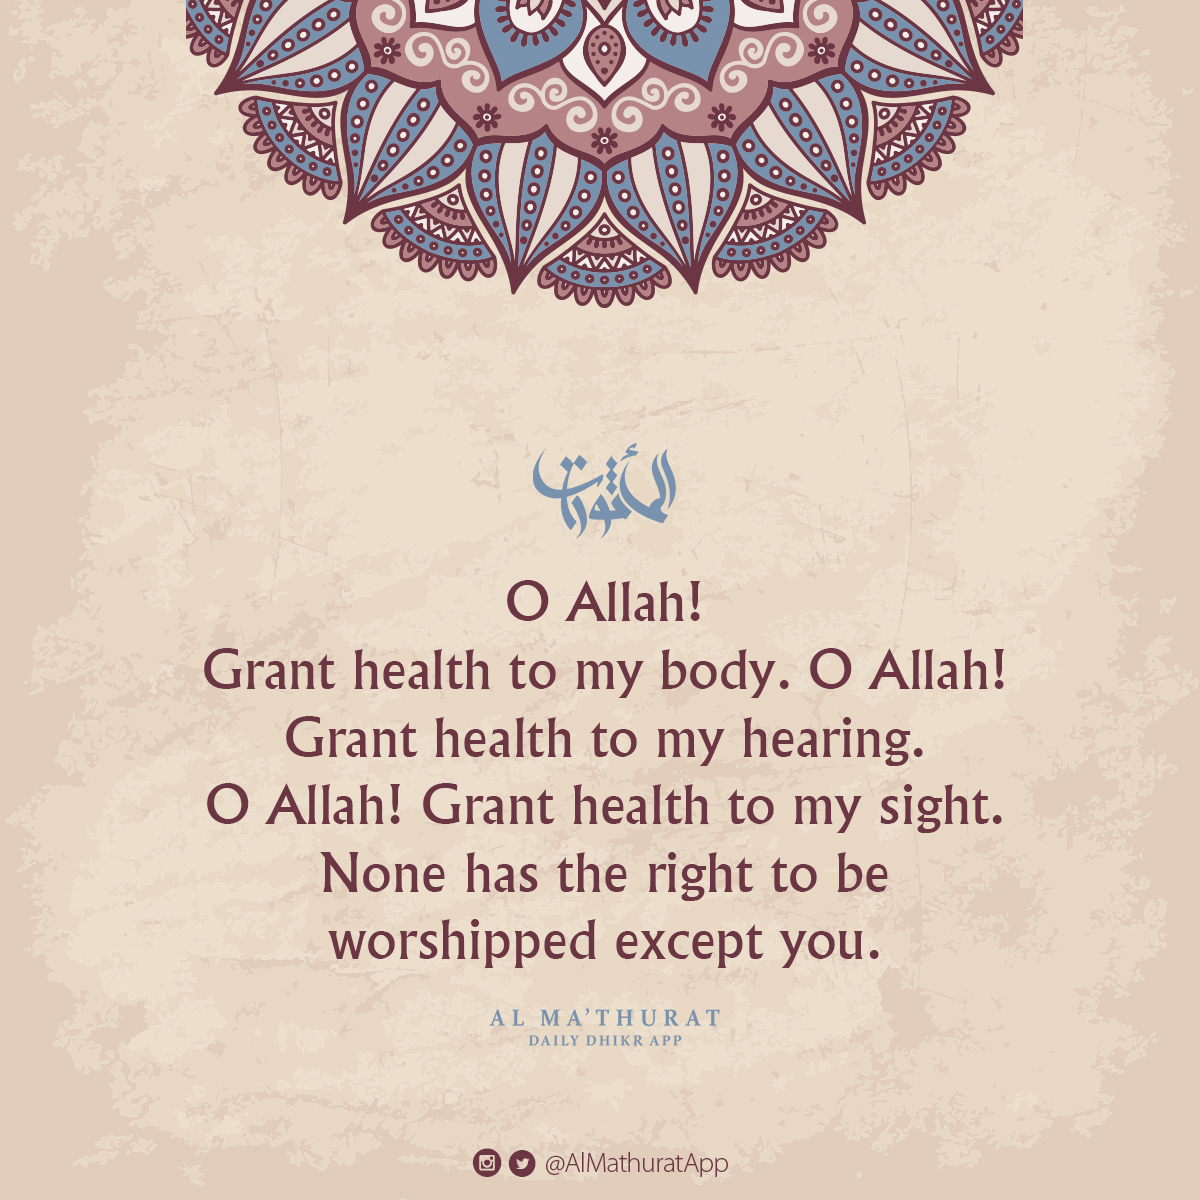 المأثورات
O Allah!
Grant health to my body. O Allah!
Grant health to my hearing.
O Allah! Grant health to my sight.
None has the right to be
worshipped except you.
AL MA'THURAT
DAILY DHIKR APP
@AlMathuratApp